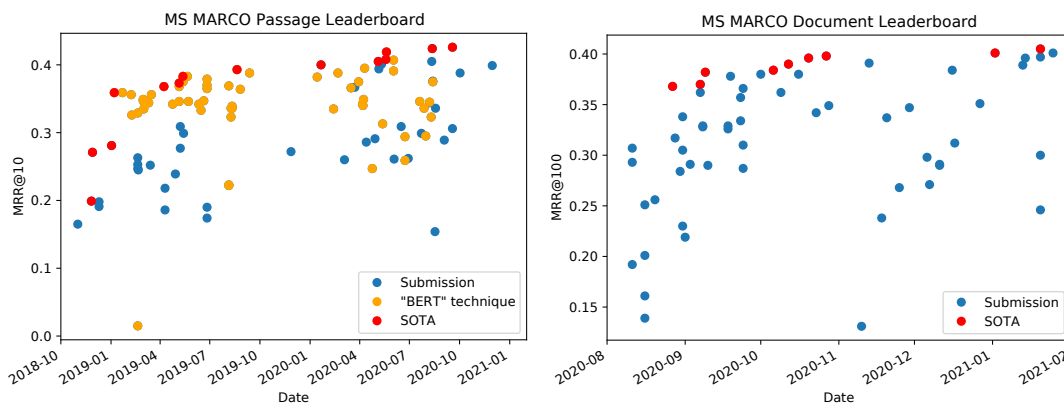 MS MARCO Passage Leaderboard
MRR@10
0.4
0.3
0.2
0.1
0.0
Submission
"BERT" technique
SOTA
2018-10
2019-01
2019-04
2019-07
2019-10
2020-01
2020-04
2020-07
2020-10
2021-01
Date
MS MARCO Document Leaderboard
MRR@100
0.40
0.35
0.30
0.25
0.20
0.15
Submission
SOTA
2020-08
2020-09
2020-10
2020-11
2020-12
2021-01
2021-02
Date